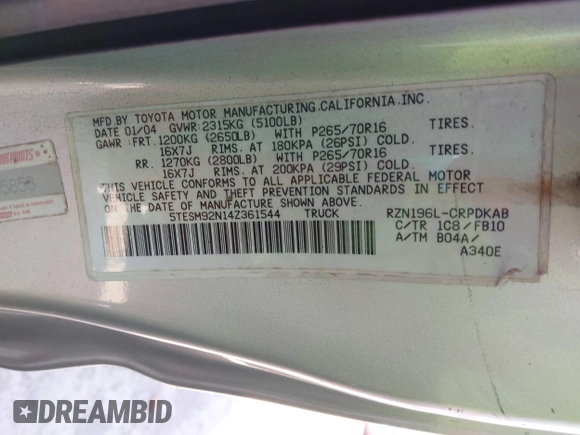 MFD.BY TOYOTA MOTOR MANUFACTURING.CALIFORNIA.INC.
DATE 01/04 GVWR:2315KG (5100LB)
GAWR: FRT.1200KG (2650LB) WITH P265/70R16 TIRES.
16X7J RIMS. AT 180KPA (26PSI) COLD.
RR. 1270KG (2800LB) WITH P265/70R16 TIRES.
16X7J RIMS. AT 200KPA (29PSI) COLD.
THIS VEHICLE CONFORMS TO ALL APPLICABLE FEDERAL MOTOR
VEHICLE SAFETY AND THEFT PREVENTION STANDARDS IN EFFECT
ON THE DATE OF MANUFACTURE SHOWN ABOVE.
5TESM92N14Z361544 TRUCK RZN196L-CRPDKAB
C/TR 1C8/FB10
A/TM B04A/
A340E
DREAMBID